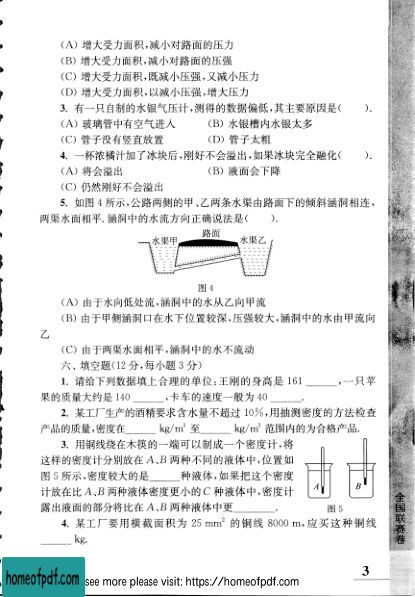 (A) 增大受力面积,减小对路面的压力
(B) 增大受力面积,减小对路面的压强
(C) 增大受力面积,既减小压强,又减小压力
(D) 增大受力面积,以减小压强,增大压力
3. 有一只自制的水银气压计,测得的数据偏低,其主要原因是( ).
(A) 玻璃管中有空气进入 (B) 水银槽内水银太多
(C) 管子没有竖直放置 (D) 管子太粗
4. 一杯浓橘汁加了冰块后,刚好不会溢出,如果冰块完全融化( ).
(A) 将会溢出 (B) 液面会下降
(C) 仍然刚好不会溢出
5. 如图 4 所示,公路两侧的甲、乙两条水渠由路面下的倾斜涵洞相连,
两渠水面相平. 涵洞中的水流方向正确说法是( ).
路面
水渠甲 水渠乙
图 4
(A) 由于水向低处流,涵洞中的水从乙向甲流
(B) 由于甲侧涵洞口在水下位置较深,压强较大,涵洞中的水由甲流向
乙
(C) 由于两渠水面相平,涵洞中的水不流动
六、填空题(12 分,每小题 3 分)
1. 请给下列数据填上合理的单位:王刚的身高是 161 ______,一只苹
果的质量大约是 140 ______,卡车的速度一般为 40 ______.
2. 某工厂生产的酒精要求含水量不超过 10%,用抽测密度的方法检查
产品的质量,密度在______ kg/m³ 至______ kg/m³ 范围内的为合格产品.
3. 用铜线绕在木筷的一端可以制成一个密度计,将
这样的密度计分别放在 A、B 两种不同的液体中,位置如
图 5 所示,密度较大的是______种液体,如果把这个密度
计放在比 A、B 两种液体密度更小的 C 种液体中,密度计
露出液面的部分将比在 A、B 两种液体中更______.
A B
图 5
4. 某工厂要用横截面积为 25 mm² 的铜线 8000 m,应买这种铜线
______ kg.
全国联赛卷
3
homeofpdf.com
see more please visit: https://homeofpdf.com